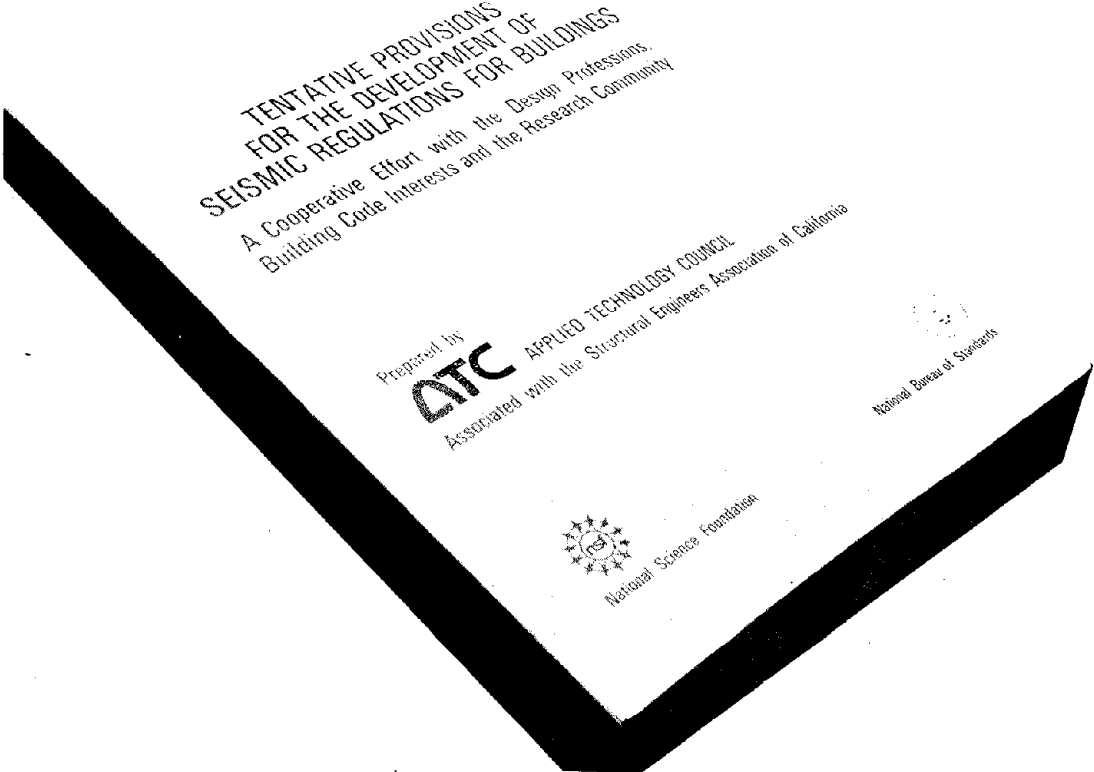 TENTATIVE PROVISIONS
FOR THE DEVELOPMENT OF
SEISMIC REGULATIONS FOR BUILDINGS
A Cooperative Effort with the Design Professions,
Building Code Interests and the Research Community
Prepared by
ATC APPLIED TECHNOLOGY COUNCIL
Associated with the Structural Engineers Association of California
National Bureau of Standards
nsf
National Science Foundation